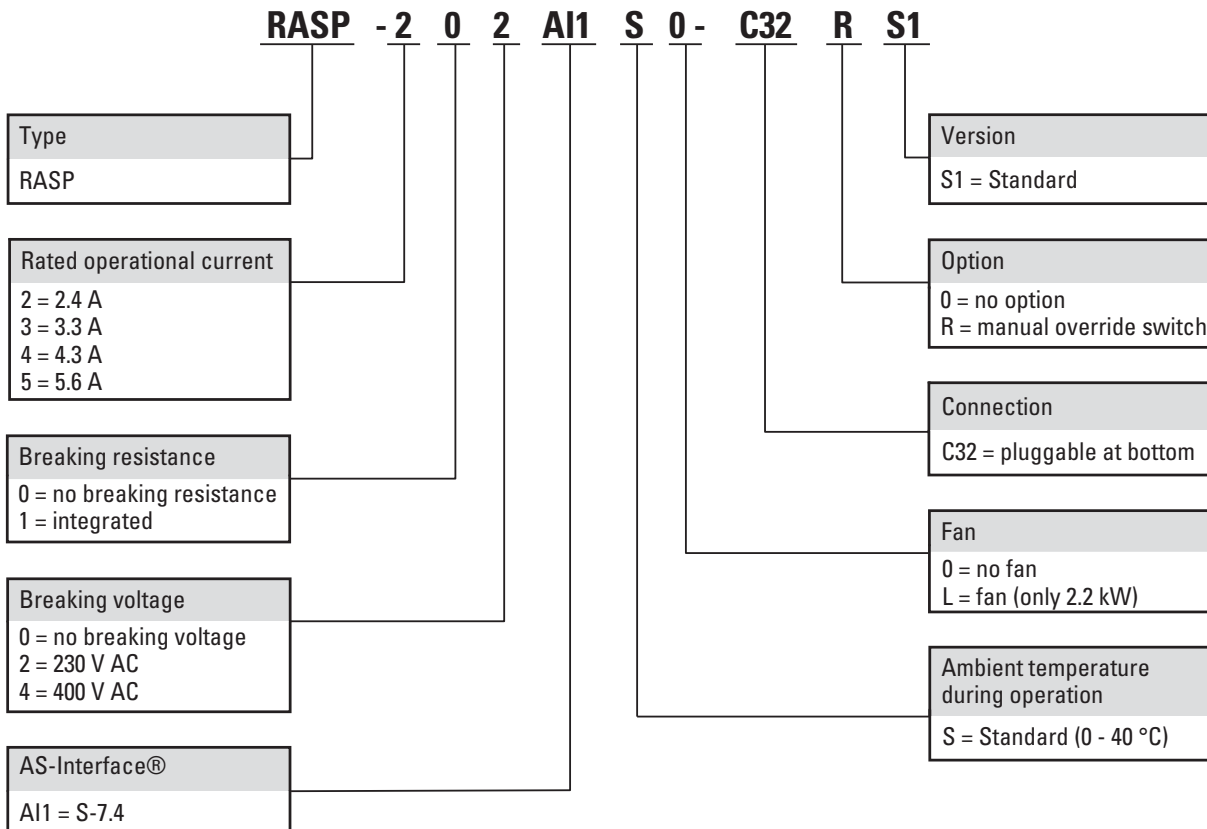 RASP - 2 0 2 AI1 S 0 - C32 R S1
Type
RASP
Rated operational current
2 = 2.4 A
3 = 3.3 A
4 = 4.3 A
5 = 5.6 A
Breaking resistance
0 = no breaking resistance
1 = integrated
Breaking voltage
0 = no breaking voltage
2 = 230 V AC
4 = 400 V AC
AS-Interface®
AI1 = S-7.4
Version
S1 = Standard
Option
0 = no option
R = manual override switch
Connection
C32 = pluggable at bottom
Fan
0 = no fan
L = fan (only 2.2 kW)
Ambient temperature
during operation
S = Standard (0 - 40 °C)